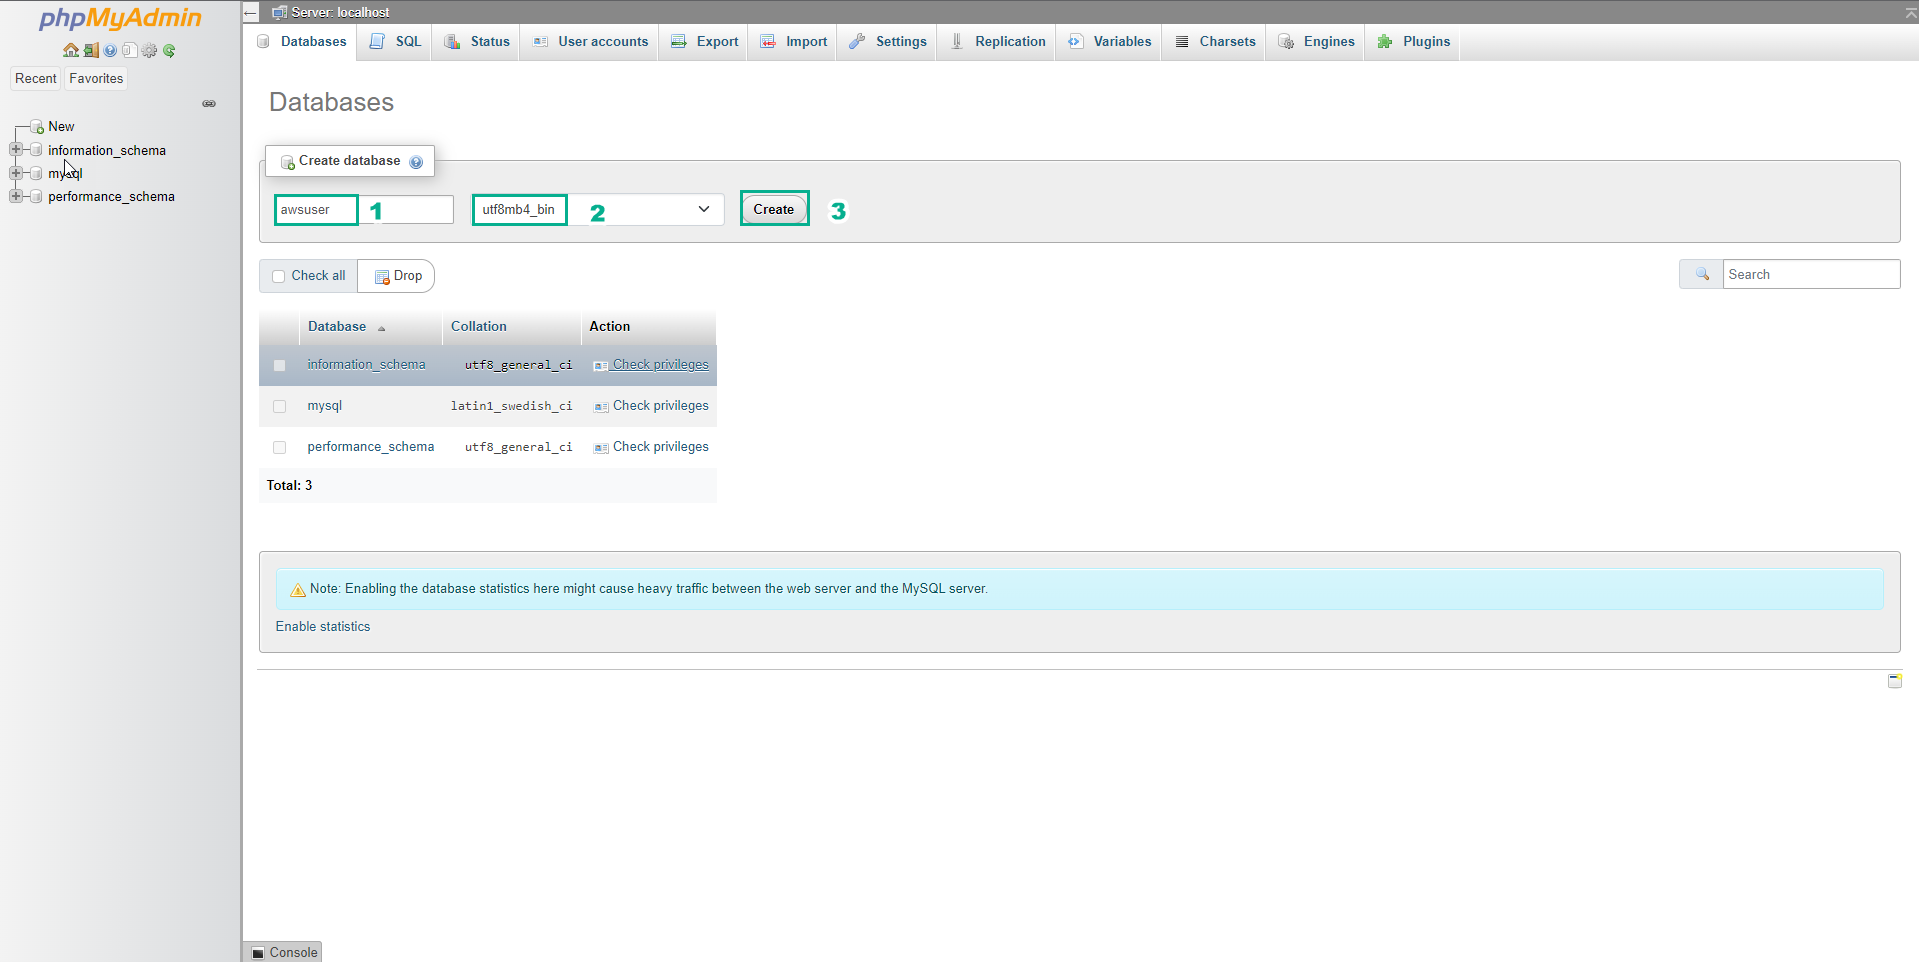 phpMyAdmin
Recent Favorites
New
information_schema
mysql
performance_schema
Server: localhost
Databases SQL Status User accounts Export Import Settings Replication Variables Charsets Engines Plugins
Databases
Create database
awsuser 1 utf8mb4_bin 2 Create 3
Check all Drop Search
Database Collation Action
information_schema utf8_general_ci Check privileges
mysql latin1_swedish_ci Check privileges
performance_schema utf8_general_ci Check privileges
Total: 3
Note: Enabling the database statistics here might cause heavy traffic between the web server and the MySQL server.
Enable statistics
Console